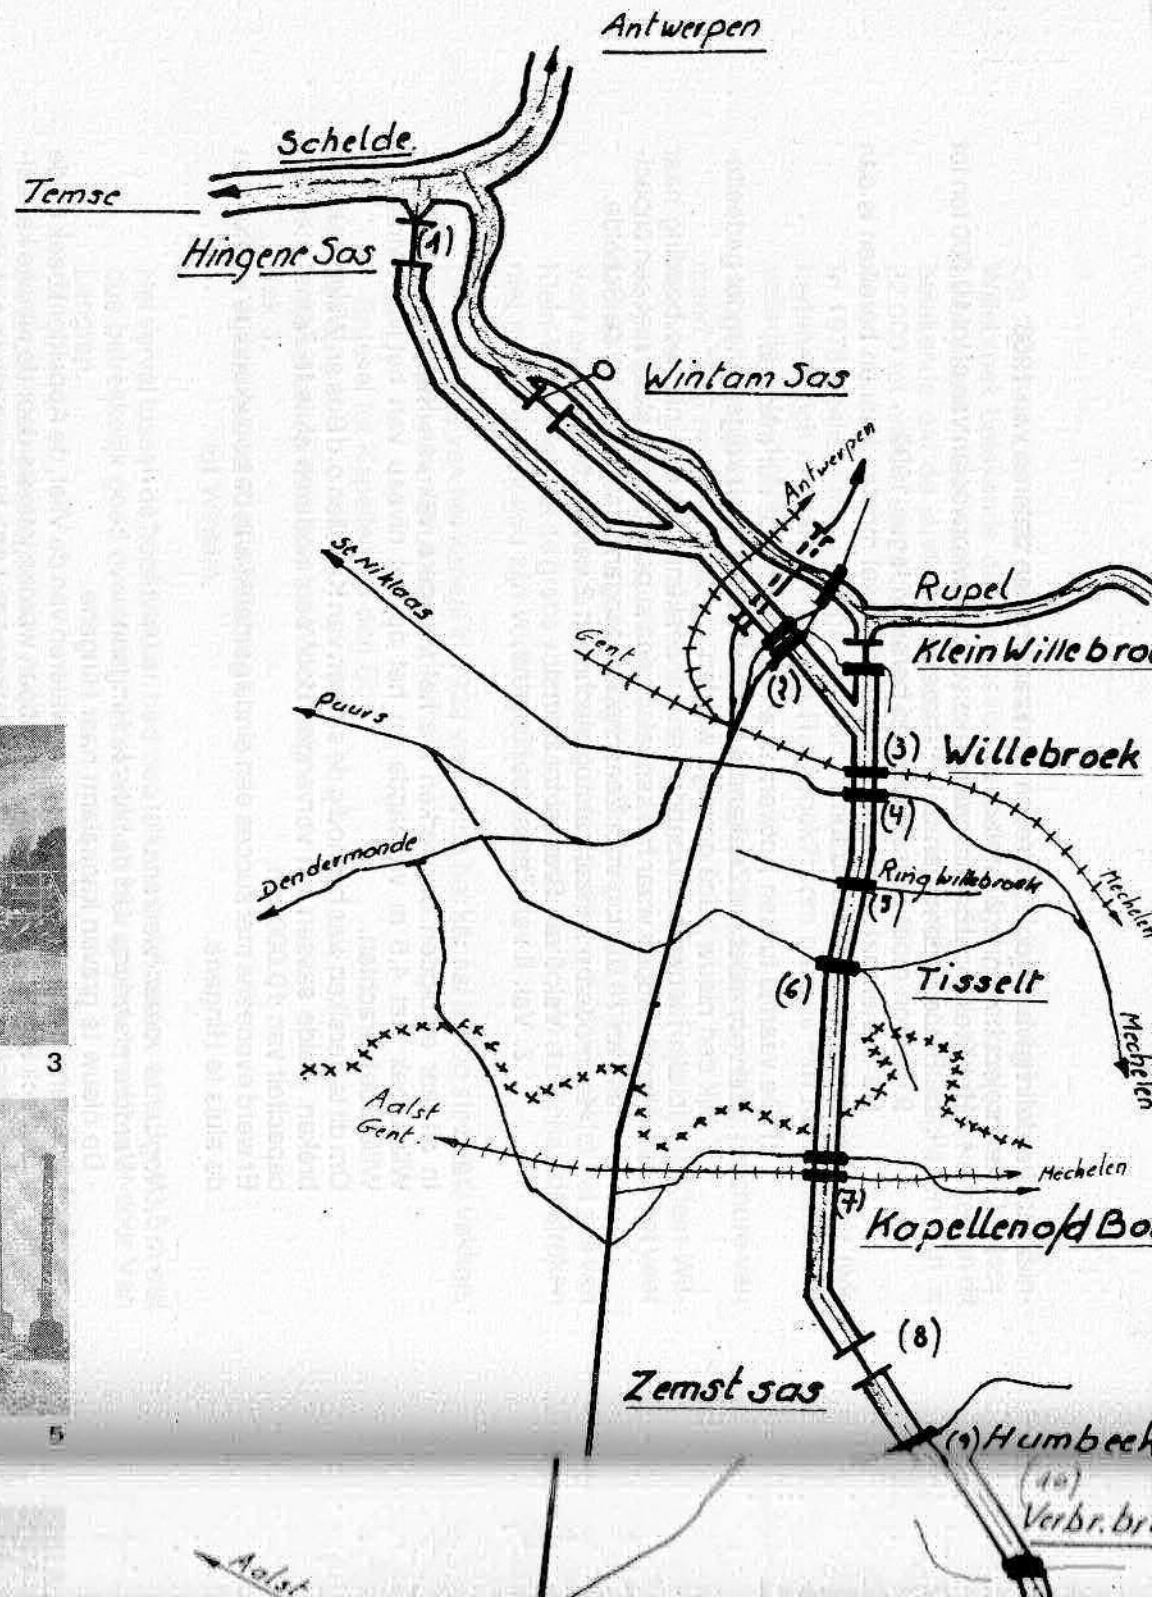 Antwerpen
Schelde.
Temse
Hingene Sas
(1)
Wintam Sas
Antwerpen
St Niklaas
Rupel
Gent
Klein Willebroe
(2)
Puurs
(3)
Willebroek
(4)
Dendermonde
Ring Willebroek
(5)
Mechelen
(6)
Tisselt
Mechelen
3
Aalst
Gent.
Mechelen
(7)
Kapellen o/d Bo
(8)
Zemst sas
5
(9) Humbeek
(10)
Verbr. br
Aalst